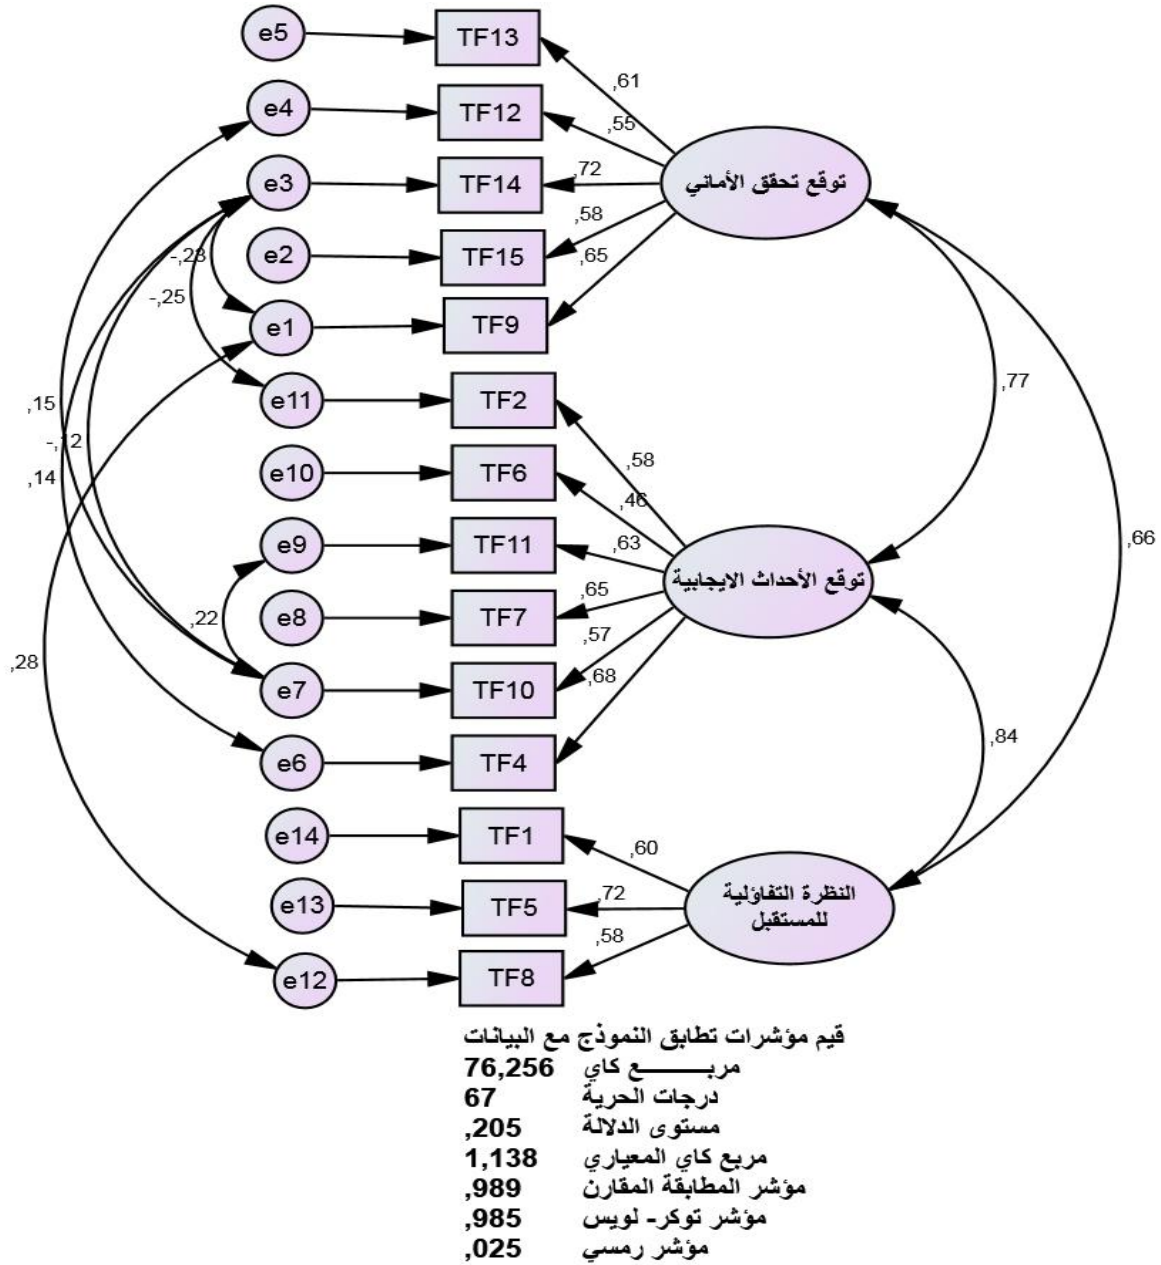 e5 TF13
,61
e4 TF12
,55
e3 TF14
,72
توقع تحقق الأماني
e2 TF15
,58
-,23
e1 TF9
,65
-,25
e11 TF2
,77
,15
-,12
,14
e10 TF6
,58
,46
e9 TF11
,63
,66
توقع الأحداث الايجابية
e8 TF7
,65
,22
,57
e7 TF10
,68
,28
e6 TF4
,84
e14 TF1
,60
e13 TF5
,72
النظرة التفاؤلية
للمستقبل
,58
e12 TF8
قيم مؤشرات تطابق النموذج مع البيانات
مربـــــــــع كاي 76,256
درجات الحرية 67
مستوى الدلالة ,205
مربع كاي المعياري 1,138
مؤشر المطابقة المقارن ,989
مؤشر توكر- لويس ,985
مؤشر رمسي ,025